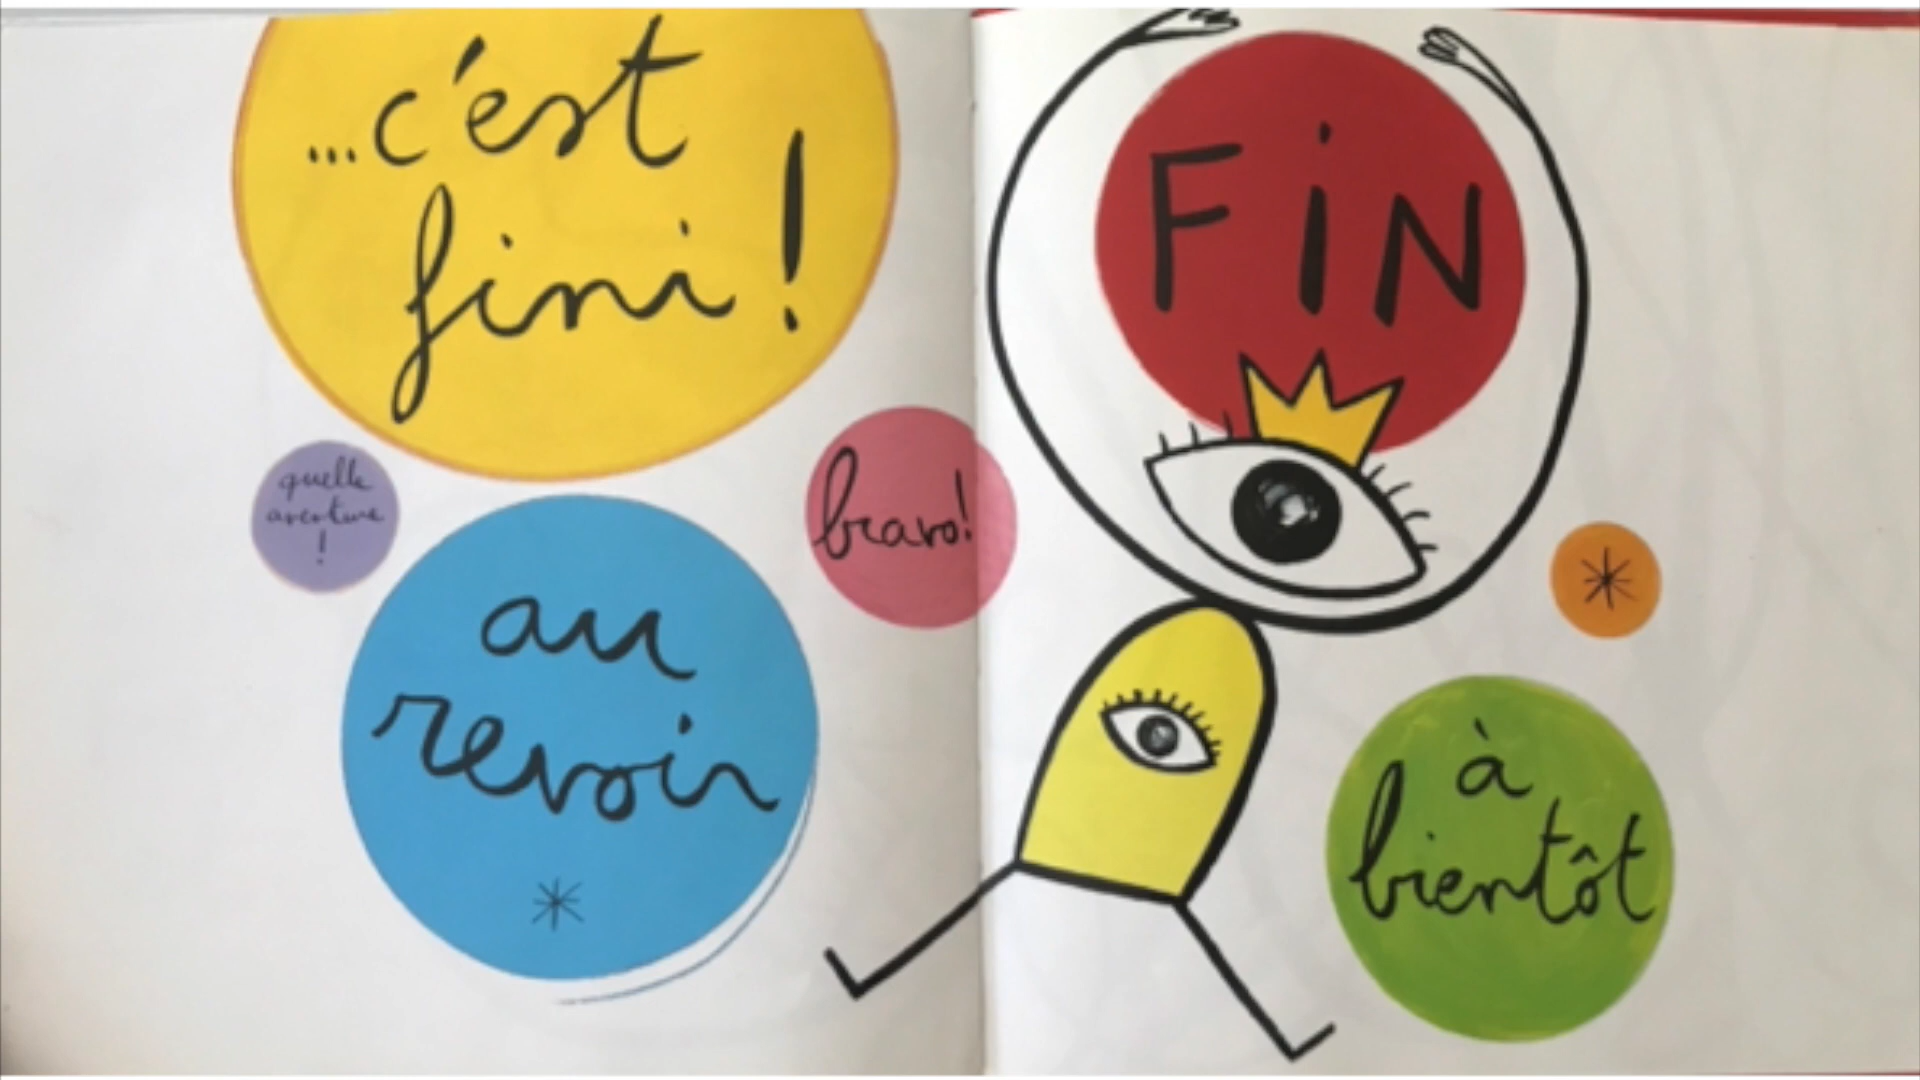 ...c'est
fini !
quelle
aventure
!
bravo!
au
revoir
FiN
à
bientôt